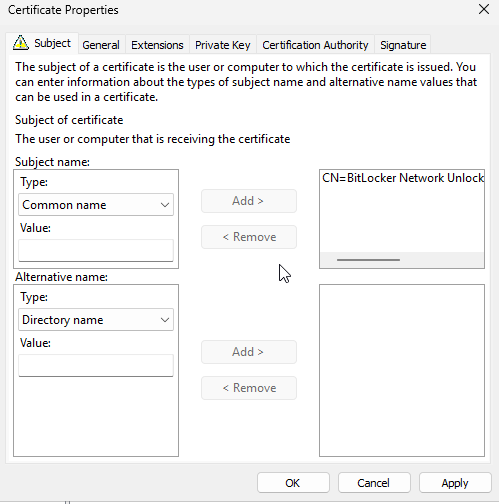 Certificate Properties
Subject General Extensions Private Key Certification Authority Signature
The subject of a certificate is the user or computer to which the certificate is issued. You
can enter information about the types of subject name and alternative name values that
can be used in a certificate.
Subject of certificate
The user or computer that is receiving the certificate
Subject name:
Type:
Common name
Value:
Add >
< Remove
CN=BitLocker Network Unlock
Alternative name:
Type:
Directory name
Value:
Add >
< Remove
OK Cancel Apply